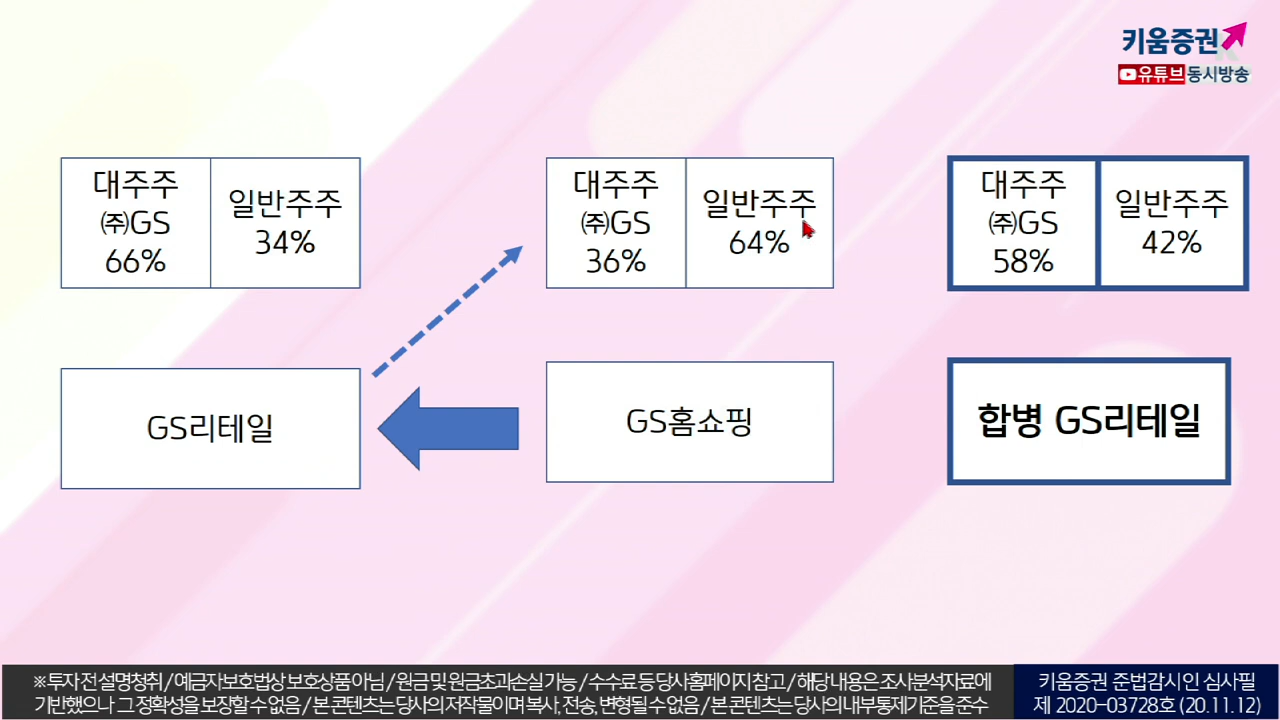 키움증권
유튜브 동시방송
대주주
㈜GS
66%
일반주주
34%
대주주
㈜GS
36%
일반주주
64%
대주주
㈜GS
58%
일반주주
42%
GS리테일
GS홈쇼핑
합병 GS리테일
※투자 전 설명청취 / 예금자보호법상 보호상품 아님 / 원금 및 원금초과손실 가능 / 수수료 등 당사홈페이지 참고 / 해당 내용은 조사분석자료에
기반했으나 그 정확성을 보장할 수 없음 / 본 콘텐츠는 당사의 저작물이며 복사, 전송, 변형될 수 없음 / 본 콘텐츠는 당사의 내부통제기준을 준수
키움증권 준법감시인 심사필
제 2020-03728호 (20.11.12)